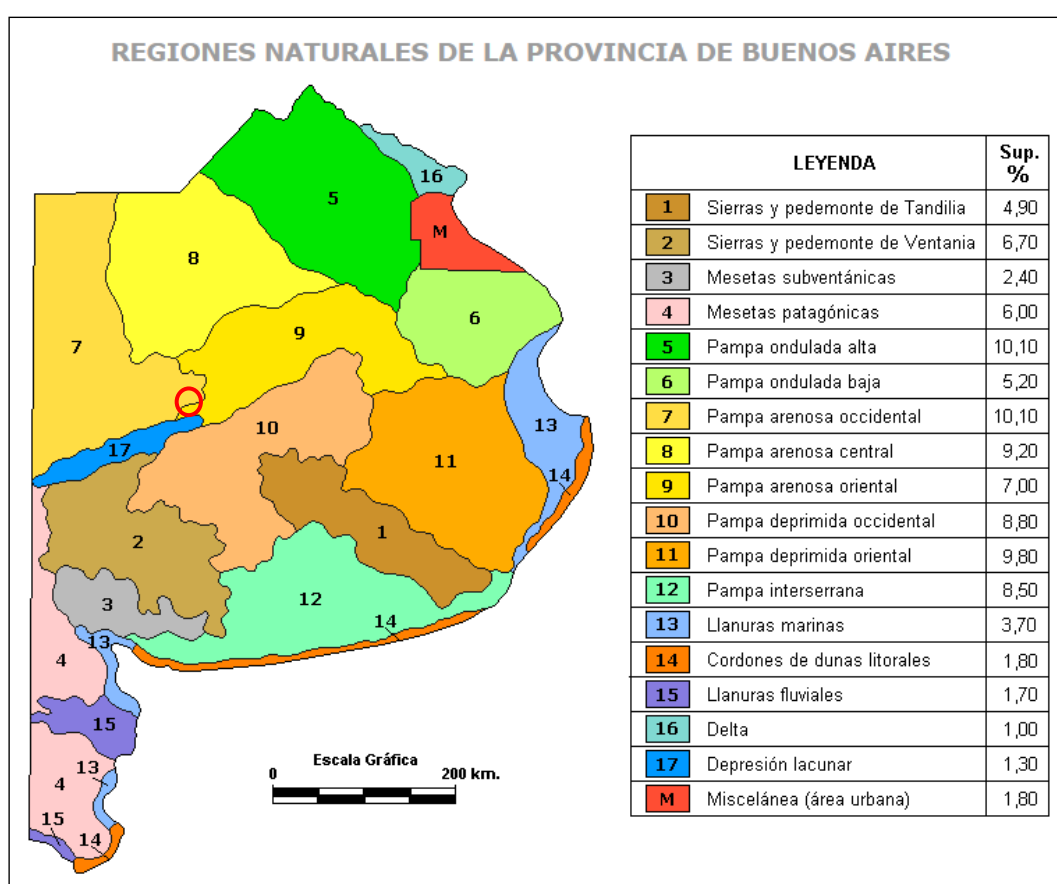 REGIONES NATURALES DE LA PROVINCIA DE BUENOS AIRES
16
5
M
8
9
6
7
10
13
17
11
14
1
2
12
3
14
13
4
15
13
4
15
14
Escala Gráfica
0 200 km.
LEYENDA Sup. %
1 Sierras y pedemonte de Tandilia 4,90
2 Sierras y pedemonte de Ventania 6,70
3 Mesetas subventánicas 2,40
4 Mesetas patagónicas 6,00
5 Pampa ondulada alta 10,10
6 Pampa ondulada baja 5,20
7 Pampa arenosa occidental 10,10
8 Pampa arenosa central 9,20
9 Pampa arenosa oriental 7,00
10 Pampa deprimida occidental 8,80
11 Pampa deprimida oriental 9,80
12 Pampa interserrana 8,50
13 Llanuras marinas 3,70
14 Cordones de dunas litorales 1,80
15 Llanuras fluviales 1,70
16 Delta 1,00
17 Depresión lacunar 1,30
M Miscelánea (área urbana) 1,80